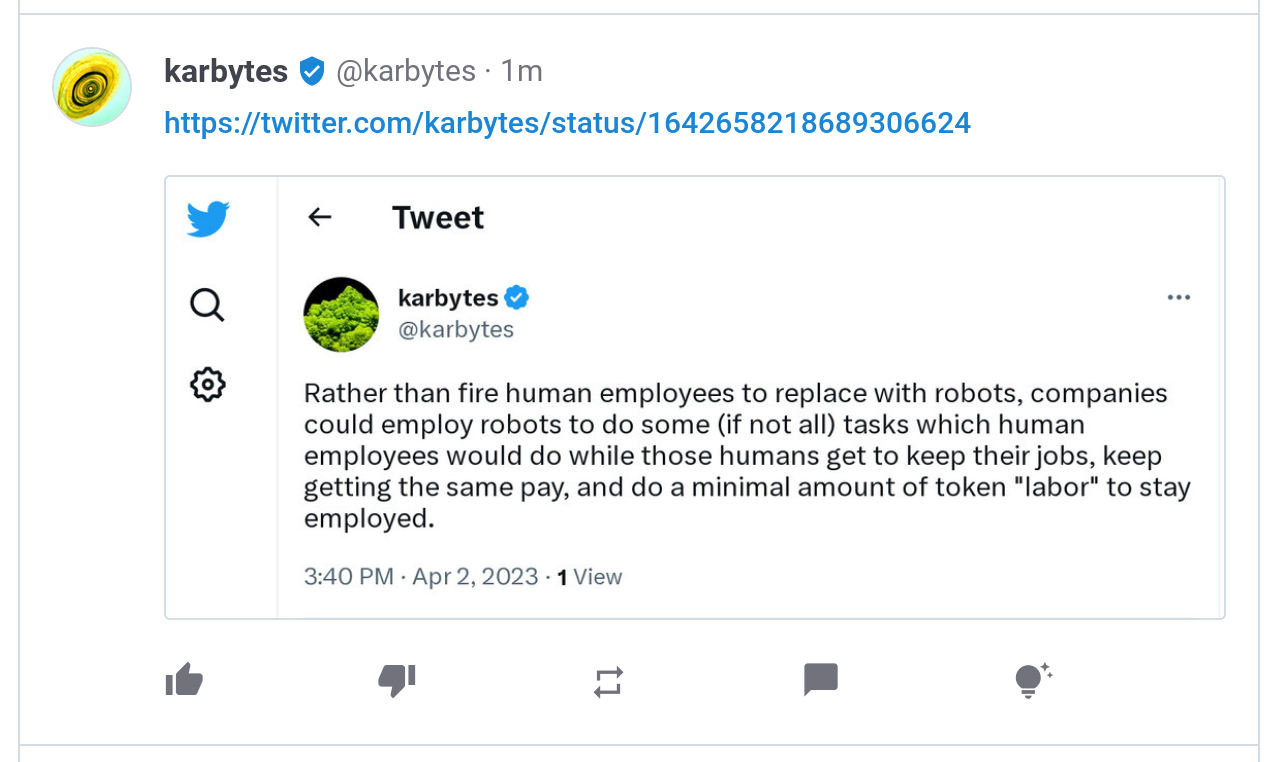 karbytes @karbytes · 1m
https://twitter.com/karbytes/status/1642658218689306624
Tweet
karbytes
@karbytes
Rather than fire human employees to replace with robots, companies
could employ robots to do some (if not all) tasks which human
employees would do while those humans get to keep their jobs, keep
getting the same pay, and do a minimal amount of token "labor" to stay
employed.
3:40 PM · Apr 2, 2023 · 1 View